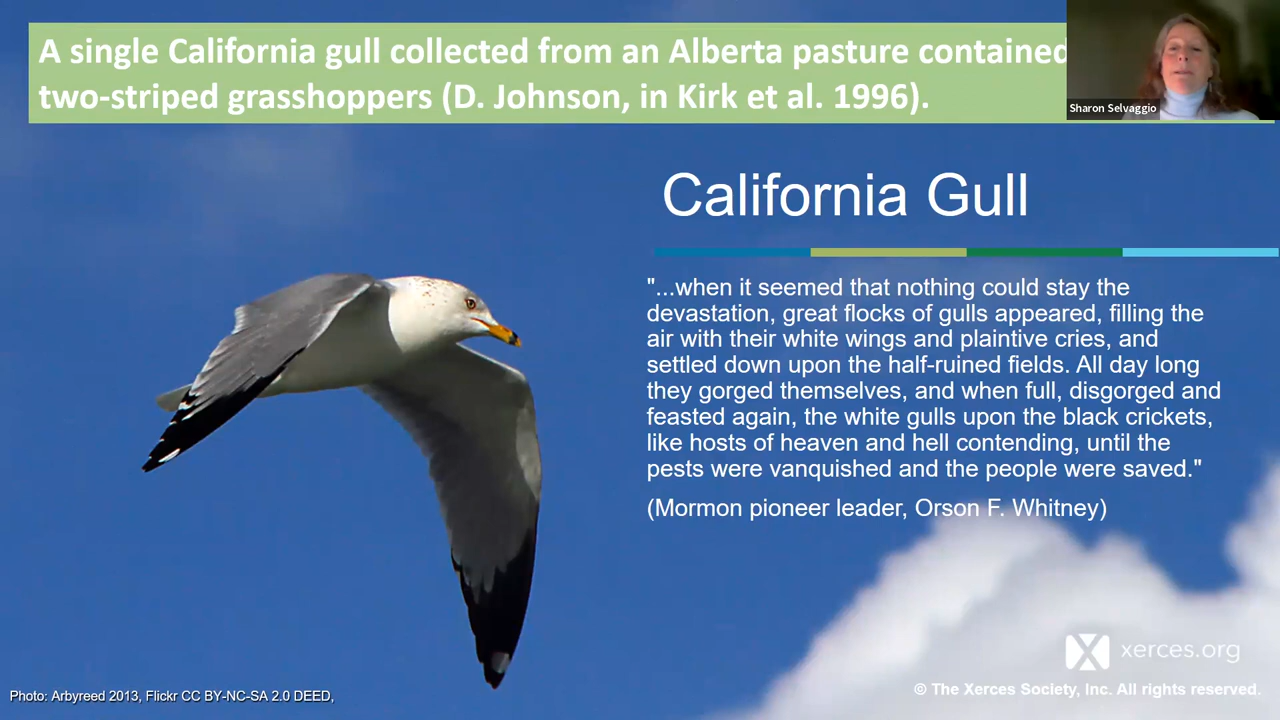 A single California gull collected from an Alberta pasture contained
two-striped grasshoppers (D. Johnson, in Kirk et al. 1996).
Sharon Selvaggio
California Gull
"...when it seemed that nothing could stay the
devastation, great flocks of gulls appeared, filling the
air with their white wings and plaintive cries, and
settled down upon the half-ruined fields. All day long
they gorged themselves, and when full, disgorged and
feasted again, the white gulls upon the black crickets,
like hosts of heaven and hell contending, until the
pests were vanquished and the people were saved."
(Mormon pioneer leader, Orson F. Whitney)
xerces.org
© The Xerces Society, Inc. All rights reserved.
Photo: Arbyreed 2013, Flickr CC BY-NC-SA 2.0 DEED,